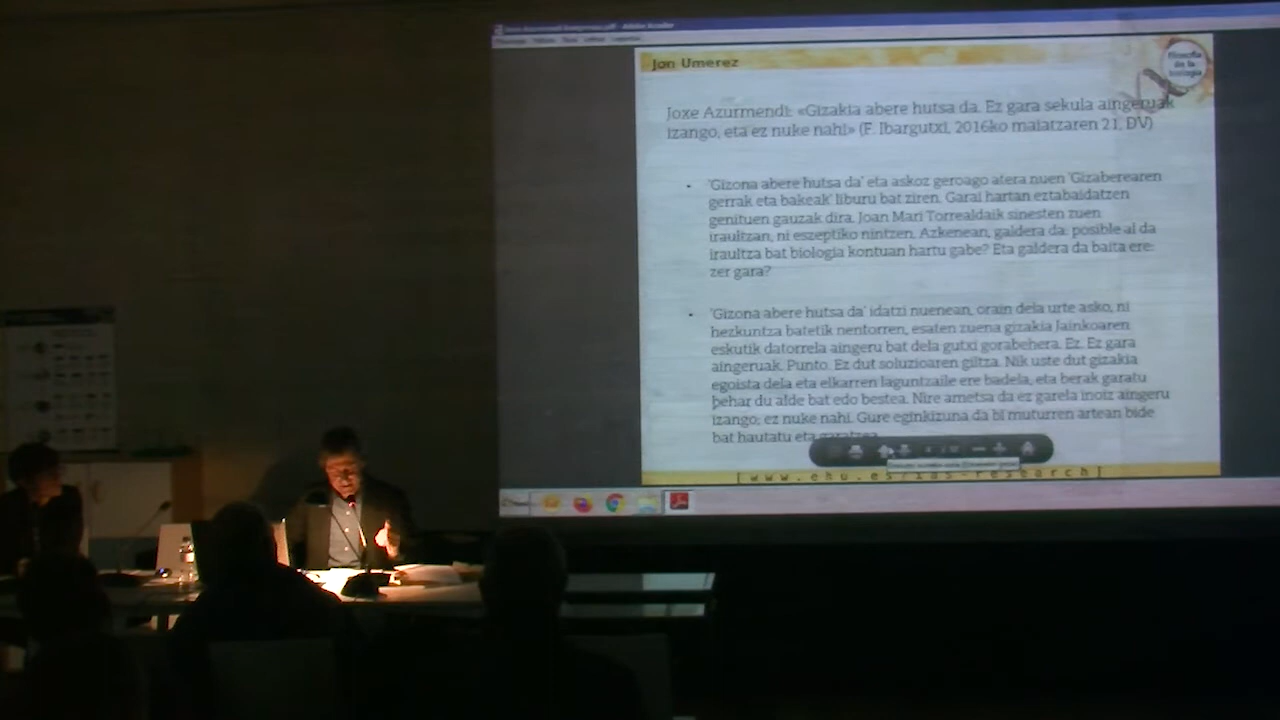 Jon Umerez
filosofía
de la
biología
Joxe Azurmendi: «Gizakia abere hutsa da. Ez gara sekula aingeruak
izango, eta ez nuke nahi» (F. Ibargutxi, 2016ko maiatzaren 21, DV)
• 'Gizona abere hutsa da' eta askoz geroago atera nuen 'Gizaberearen
gerrak eta bakeak' liburu bat ziren. Garai hartan eztabaidatzen
genituen gauzak dira. Joan Mari Torrealdaik sinesten zuen
iraultzan, ni eszeptiko nintzen. Azkenean, galdera da: posible al da
iraultza bat biologia kontuan hartu gabe? Eta galdera da baita ere:
zer gara?
• 'Gizona abere hutsa da' idatzi nuenean, orain dela urte asko, ni
hezkuntza batetik nentorren, esaten zuena gizakia Jainkoaren
eskutik datorrela aingeru bat dela gutxi gorabehera. Ez. Ez gara
aingeruak. Punto. Ez dut soluzioaren giltza. Nik uste dut gizakia
egoista dela eta elkarren laguntzaile ere badela, eta berak garatu
behar du alde bat edo bestea. Nire ametsa da ez garela inoiz aingeru
izango; ez nuke nahi. Gure eginkizuna da bi muturren artean bide
bat hautatu eta garatzea.
[www.ehu.es/ias-research]